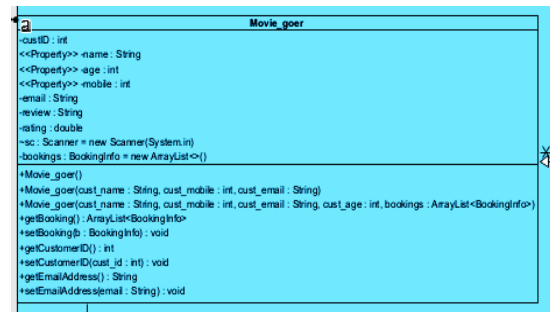 a
Movie_goer
-custID : int
<<Property>> -name : String
<<Property>> -age : int
<<Property>> -mobile : int
-email : String
-review : String
-rating : double
~sc : Scanner = new Scanner(System.in)
-bookings : BookingInfo = new ArrayList<>()
+Movie_goer()
+Movie_goer(cust_name : String, cust_mobile : int, cust_email : String)
+Movie_goer(cust_name : String, cust_mobile : int, cust_email : String, cust_age : int, bookings : ArrayList<BookingInfo>)
+getBooking() : ArrayList<BookingInfo>
+setBooking(b : BookingInfo) : void
+getCustomerID() : int
+setCustomerID(cust_id : int) : void
+getEmailAddress() : String
+setEmailAddress(email : String) : void